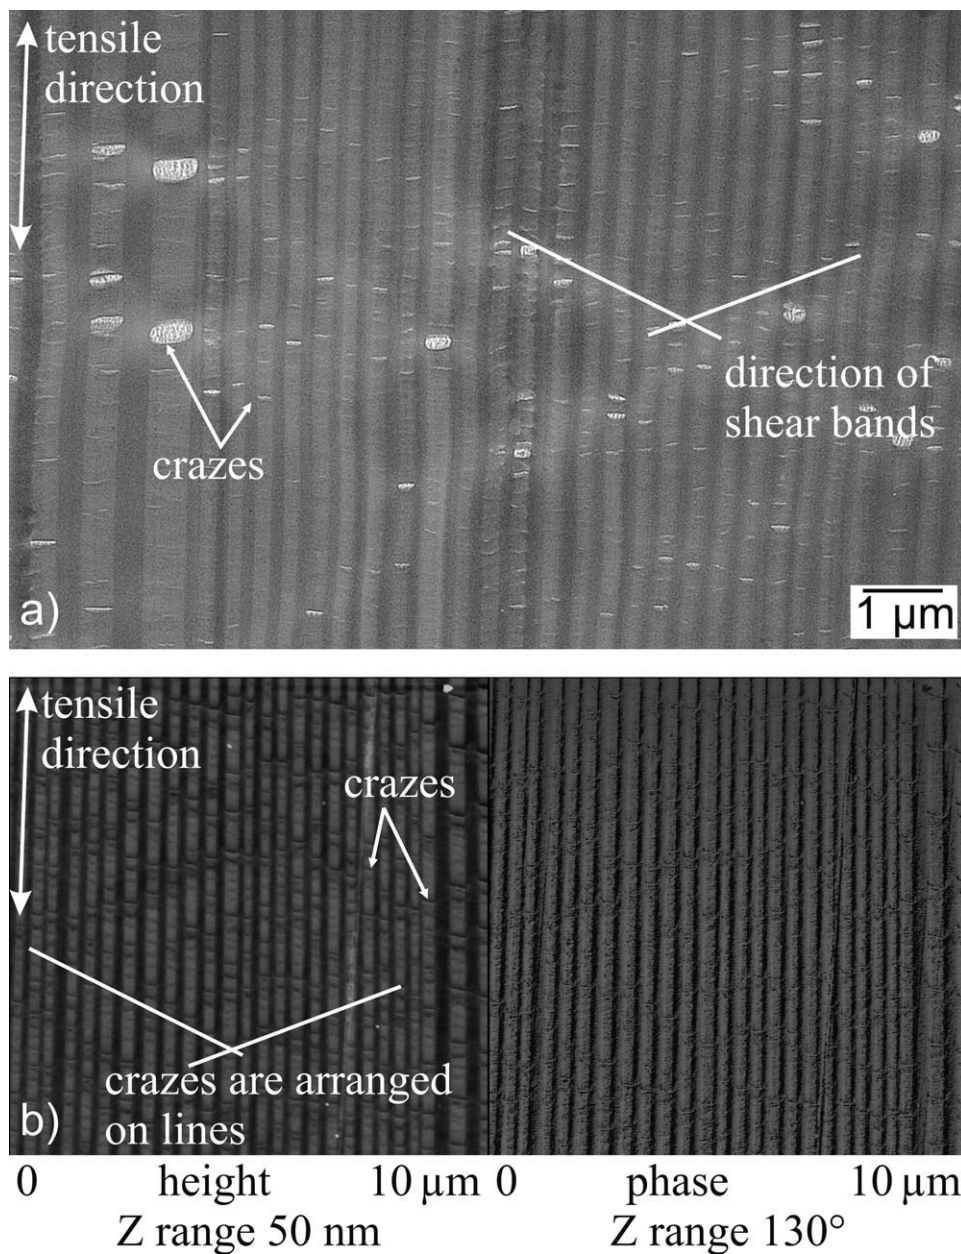 tensile
direction
crazes
direction of
shear bands
a)
1 µm
tensile
direction
crazes
crazes are arranged
on lines
b)
0 height 10 µm 0 phase 10 µm
Z range 50 nm Z range 130°